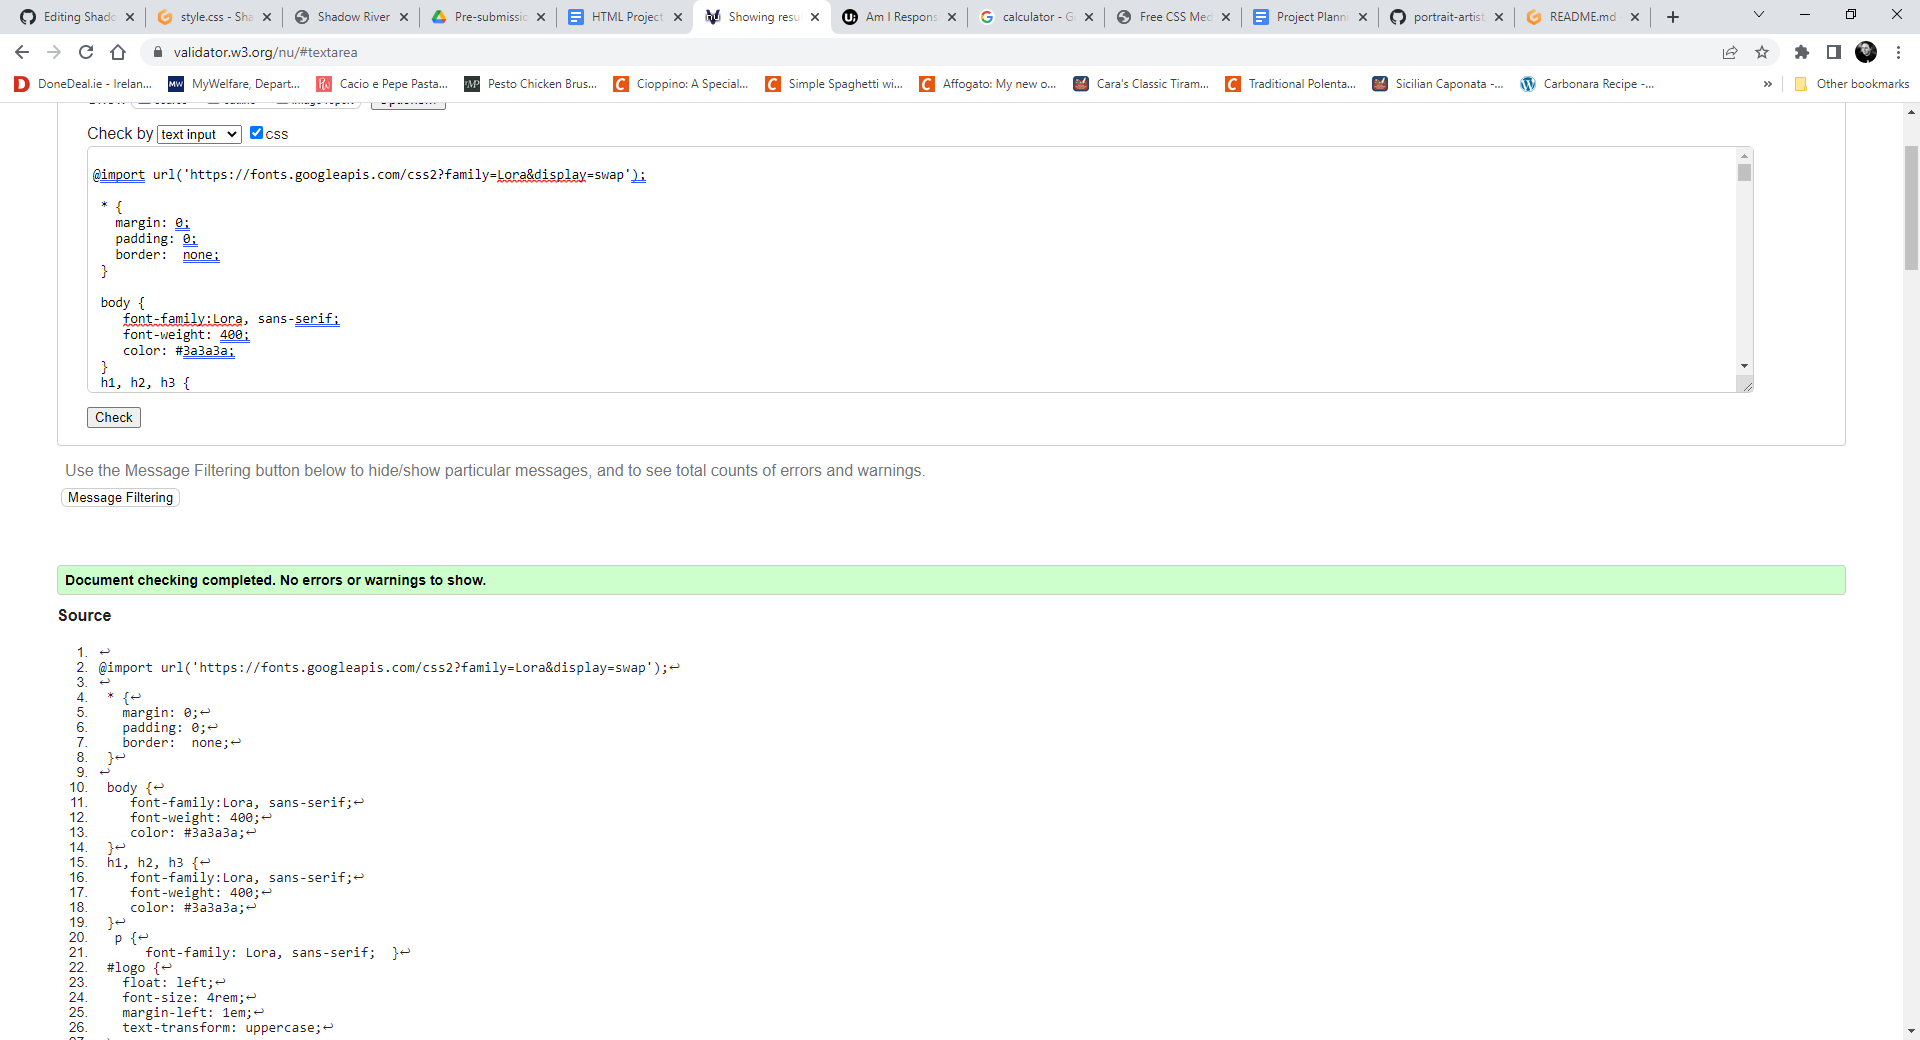 Editing Shado
style.css - Sha
Shadow River
Pre-submissio
HTML Project
Showing resu
Am I Respons
calculator - G
Free CSS Med
Project Planni
portrait-artist
README.md
validator.w3.org/nu/#textarea
DoneDeal.ie - Irelan...
MyWelfare, Depart...
Cacio e Pepe Pasta...
Pesto Chicken Brus...
Cioppino: A Special...
Simple Spaghetti wi...
Affogato: My new o...
Cara's Classic Tiram...
Traditional Polenta...
Sicilian Caponata -...
Carbonara Recipe -...
»
Other bookmarks
Check by text input css
@import url('https://fonts.googleapis.com/css2?family=Lora&display=swap');
* {
margin: 0;
padding: 0;
border:  none;
}
body {
font-family:Lora, sans-serif;
font-weight: 400;
color: #3a3a3a;
}
h1, h2, h3 {
Check
Use the Message Filtering button below to hide/show particular messages, and to see total counts of errors and warnings.
Message Filtering
Document checking completed. No errors or warnings to show.
Source
1. ↩
2. @import url('https://fonts.googleapis.com/css2?family=Lora&display=swap');↩
3. ↩
4. * {↩
5. margin: 0;↩
6. padding: 0;↩
7. border:  none;↩
8. }↩
9. ↩
10. body {↩
11. font-family:Lora, sans-serif;↩
12. font-weight: 400;↩
13. color: #3a3a3a;↩
14. }↩
15. h1, h2, h3 {↩
16. font-family:Lora, sans-serif;↩
17. font-weight: 400;↩
18. color: #3a3a3a;↩
19. }↩
20. p {↩
21. font-family: Lora, sans-serif;  }↩
22. #logo {↩
23. float: left;↩
24. font-size: 4rem;↩
25. margin-left: 1em;↩
26. text-transform: uppercase;↩